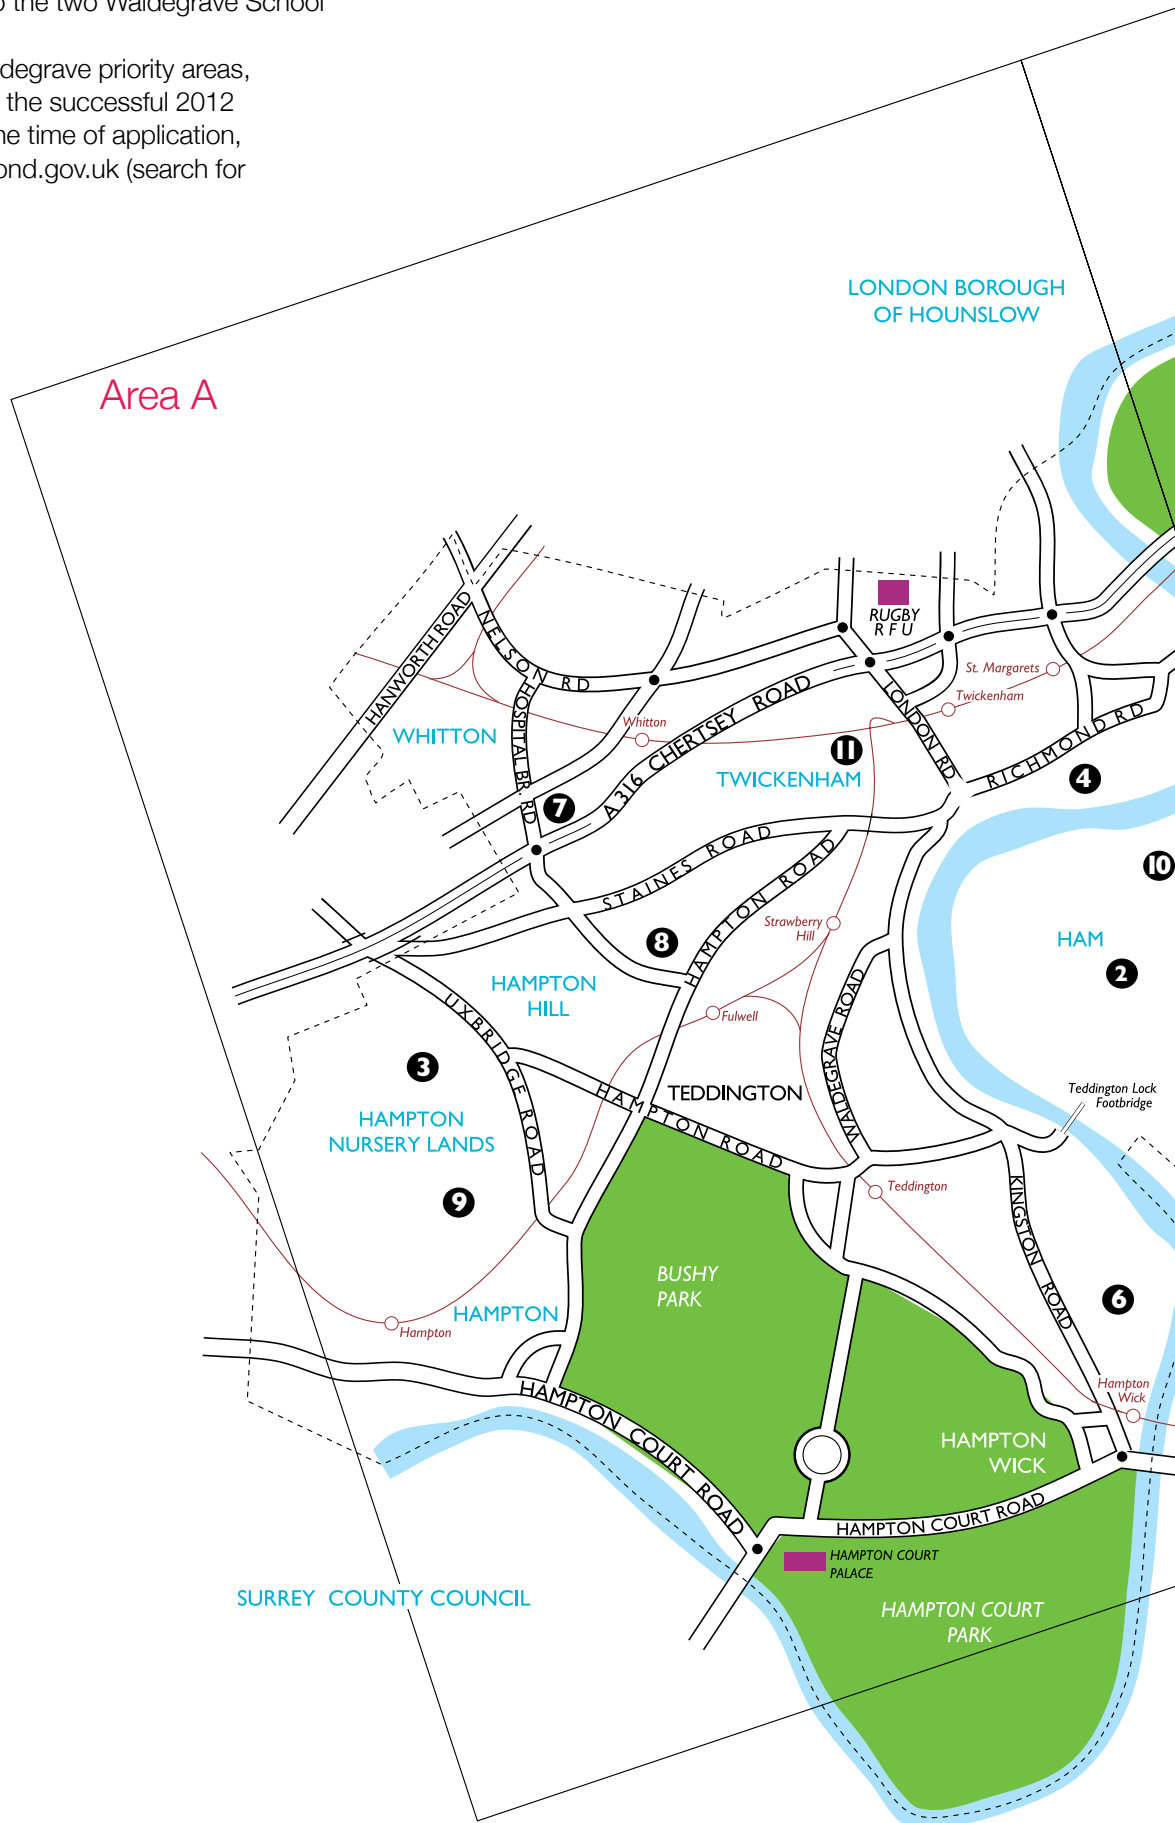 o the two Waldegrave School
degrave priority areas,
the successful 2012
ne time of application,
ond.gov.uk (search for
LONDON BOROUGH
OF HOUNSLOW
Area A
RUGBY
R F U
HANWORTH ROAD
NELSON RD
HOSPITAL BR RD
WHITTON
Whitton
A 316 CHERTSEY ROAD
LONDON RD
St. Margarets
Twickenham
RICHMOND RD
11
TWICKENHAM
4
7
STAINES ROAD
HAMPTON ROAD
10
Strawberry
Hill
8
HAM
2
HAMPTON
HILL
UXBRIDGE ROAD
Fulwell
WALDEGRAVE ROAD
3
TEDDINGTON
HAMPTON ROAD
Teddington Lock
Footbridge
HAMPTON
NURSERY LANDS
9
Teddington
KINGSTON ROAD
BUSHY
PARK
6
HAMPTON
Hampton
Hampton
Wick
HAMPTON COURT ROAD
HAMPTON
WICK
HAMPTON COURT ROAD
HAMPTON COURT
PALACE
SURREY COUNTY COUNCIL
HAMPTON COURT
PARK